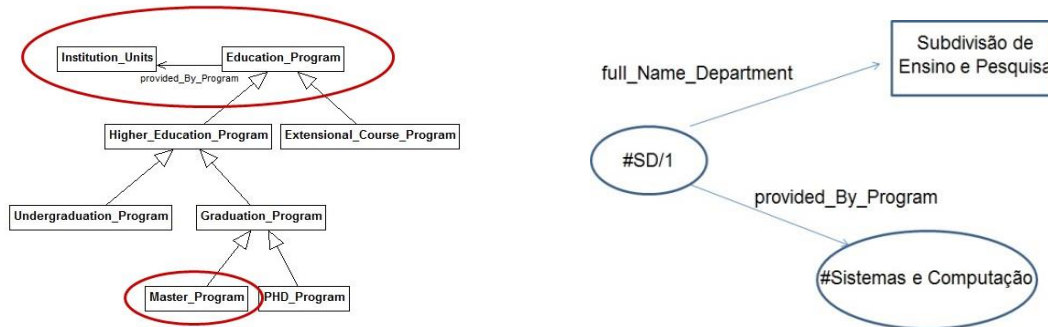 Institution_Units
Education_Program
provided_By_Program
Higher_Education_Program
Extensional_Course_Program
Undergraduation_Program
Graduation_Program
Master_Program
PHD_Program
Subdivisão de
Ensino e Pesquisa
full_Name_Department
#SD/1
provided_By_Program
#Sistemas e Computação